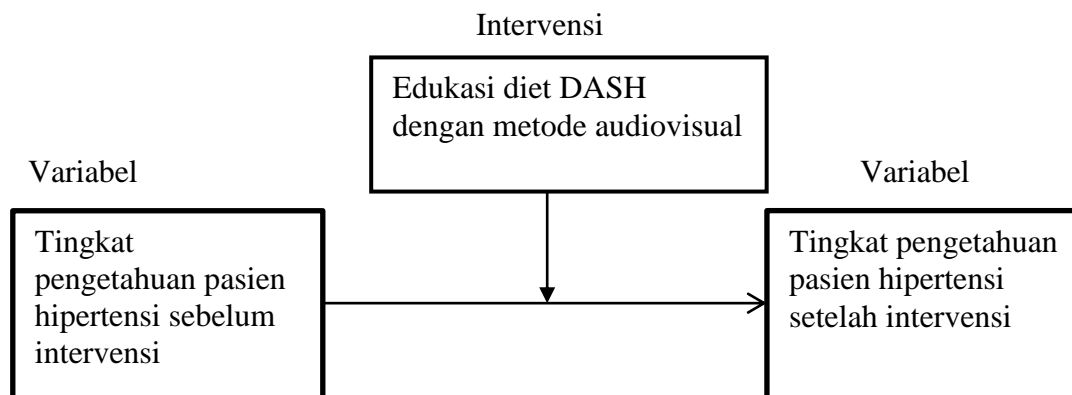 Intervensi
Edukasi diet DASH
dengan metode audiovisual
Variabel
Tingkat
pengetahuan pasien
hipertensi sebelum
intervensi
Variabel
Tingkat pengetahuan
pasien hipertensi
setelah intervensi